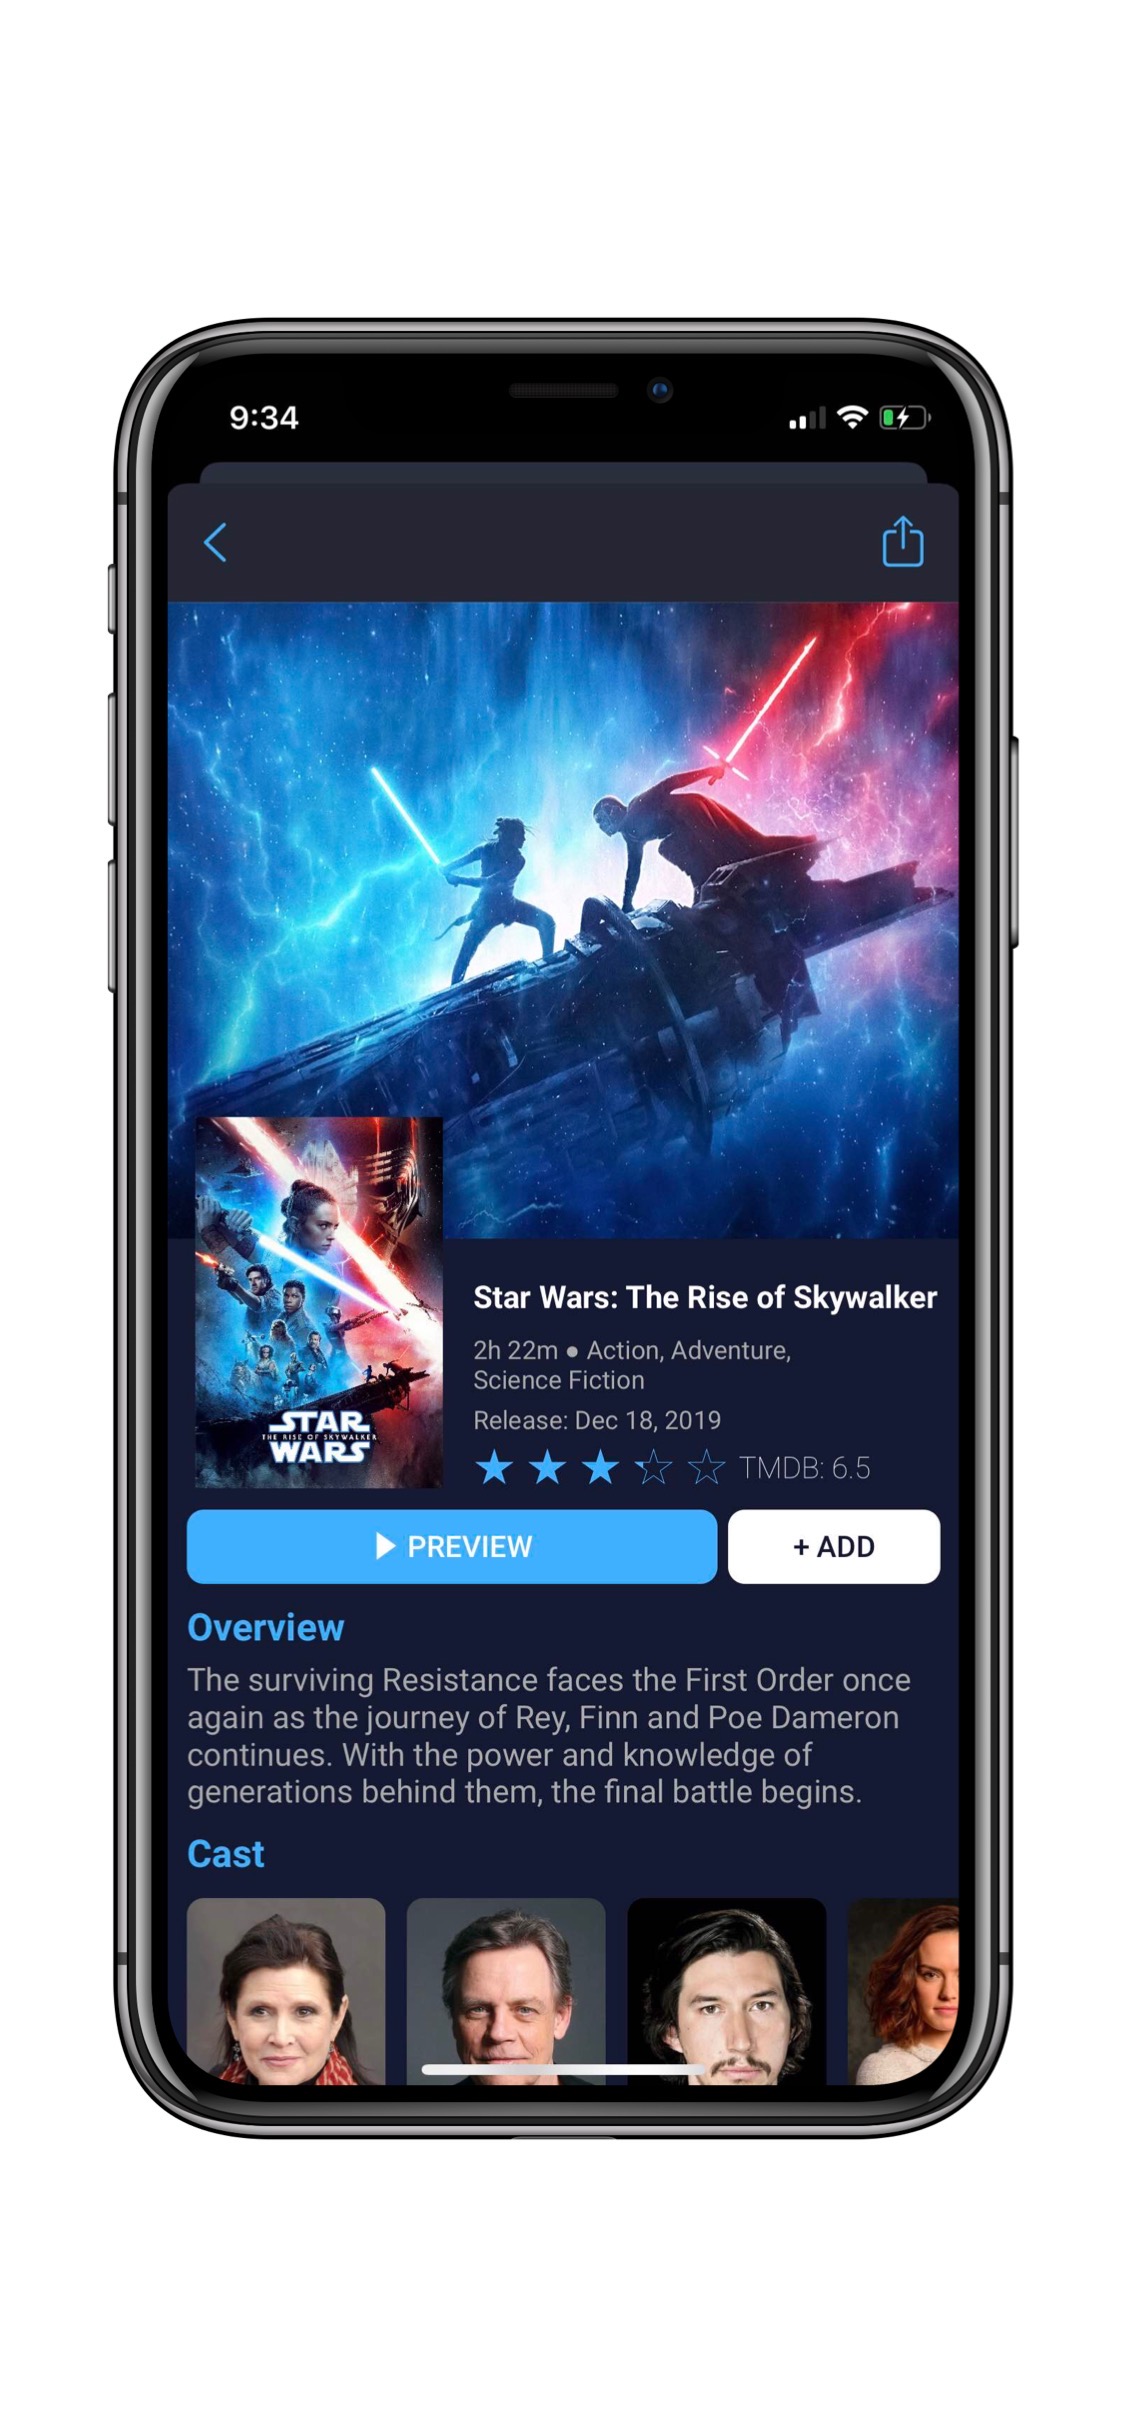 9:34
Star Wars: The Rise of Skywalker
2h 22m ● Action, Adventure,
Science Fiction
Release: Dec 18, 2019
TMDB: 6.5
STAR
THE RISE OF SKYWALKER
WARS
PREVIEW
+ ADD
Overview
The surviving Resistance faces the First Order once
again as the journey of Rey, Finn and Poe Dameron
continues. With the power and knowledge of
generations behind them, the final battle begins.
Cast